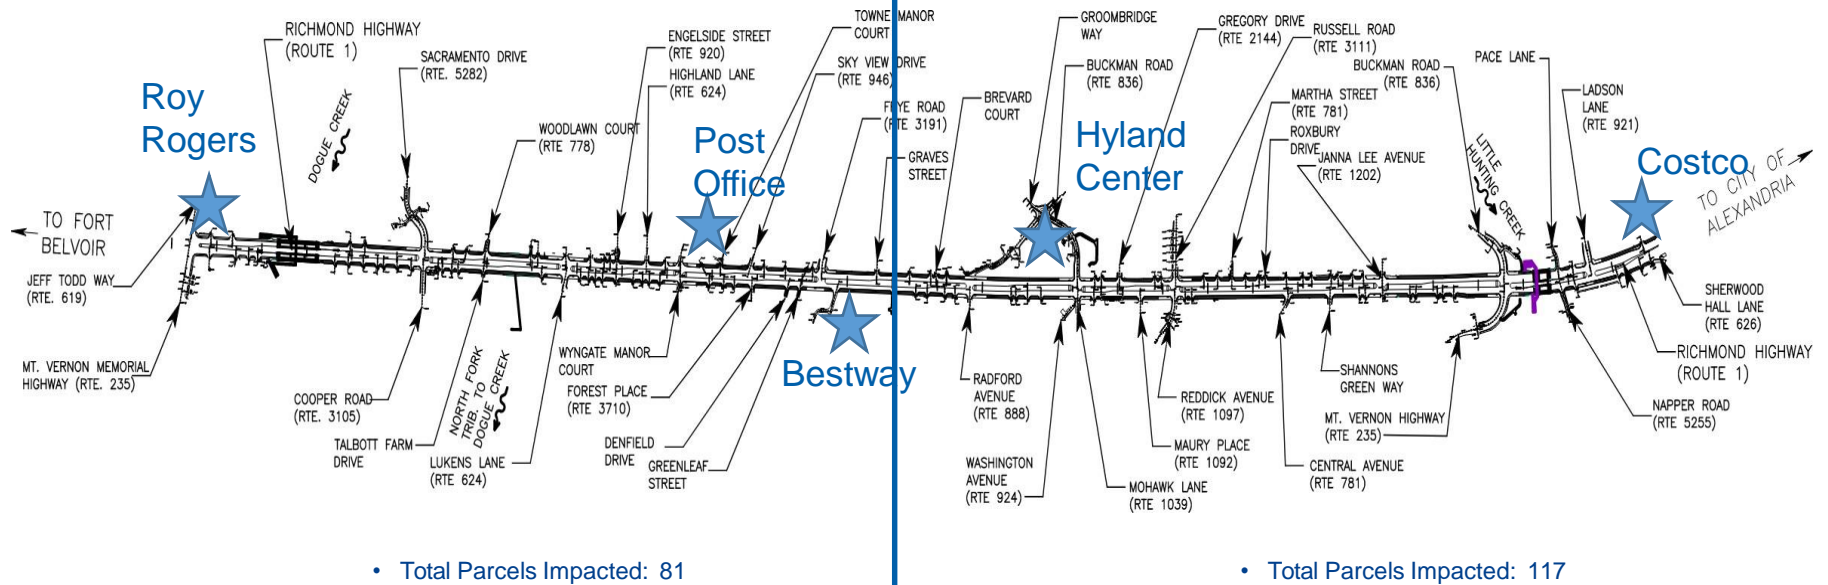 RICHMOND HIGHWAY
(ROUTE 1)
SACRAMENTO DRIVE
(RTE. 5282)
ENGELSIDE STREET
(RTE 920)
HIGHLAND LANE
(RTE 624)
TOWNE MANOR
COURT
SKY VIEW DRIVE
(RTE 946)
GROOMBRIDGE
WAY
BUCKMAN ROAD
(RTE 836)
GREGORY DRIVE
(RTE 2144)
RUSSELL ROAD
(RTE 3111)
BUCKMAN ROAD
(RTE 836)
PACE LANE
LADSON
LANE
(RTE 921)
Roy
Rogers
DOGUE CREEK
WOODLAWN COURT
(RTE 778)
Post
Office
FRYE ROAD
(RTE 3191)
BREVARD
COURT
GRAVES
STREET
Hyland
Center
MARTHA STREET
(RTE 781)
ROXBURY
DRIVE
JANNA LEE AVENUE
(RTE 1202)
LITTLE
HUNTING CREEK
Costco
TO CITY OF
ALEXANDRIA
TO FORT
BELVOIR
JEFF TODD WAY
(RTE. 619)
MT. VERNON MEMORIAL
HIGHWAY (RTE. 235)
COOPER ROAD
(RTE. 3105)
TALBOTT FARM
DRIVE
NORTH FORK
TRIB. TO
DOGUE CREEK
LUKENS LANE
(RTE 624)
WYNGATE MANOR
COURT
FOREST PLACE
(RTE 3710)
DENFIELD
DRIVE
GREENLEAF
STREET
Bestway
RADFORD
AVENUE
(RTE 888)
WASHINGTON
AVENUE
(RTE 924)
MOHAWK LANE
(RTE 1039)
MAURY PLACE
(RTE 1092)
REDDICK AVENUE
(RTE 1097)
CENTRAL AVENUE
(RTE 781)
SHANNONS
GREEN WAY
MT. VERNON HIGHWAY
(RTE 235)
NAPPER ROAD
(RTE 5255)
RICHMOND HIGHWAY
(ROUTE 1)
SHERWOOD
HALL LANE
(RTE 626)
• Total Parcels Impacted: 81
• Total Parcels Impacted: 117